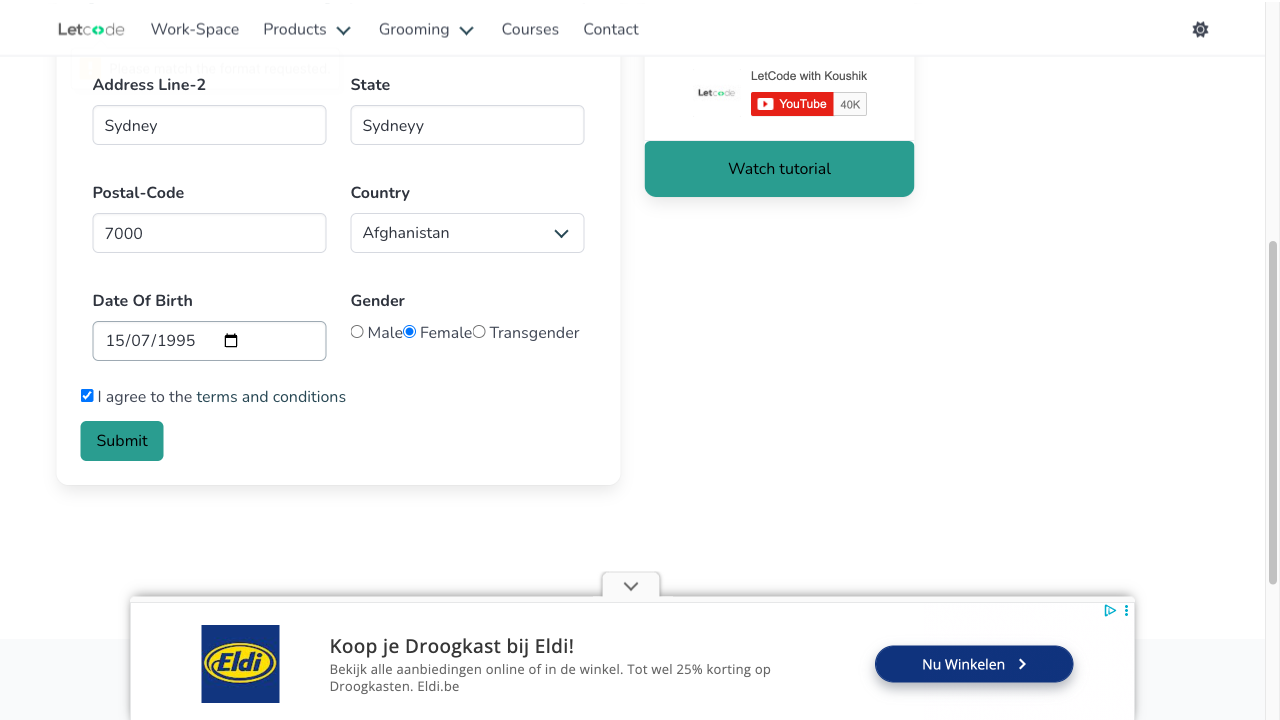 Letcode Work-Space Products Grooming Courses Contact
Please match the format requested.
Address Line-2 State
Sydney Sydneyy
Postal-Code Country
7000 Afghanistan
Date Of Birth Gender
15/07/1995 Male Female Transgender
I agree to the terms and conditions
Submit
Letcode
LetCode with Koushik
YouTube 40K
Watch tutorial
Eldi
Koop je Droogkast bij Eldi!
Bekijk alle aanbiedingen online of in de winkel. Tot wel 25% korting op
Droogkasten. Eldi.be
Nu Winkelen